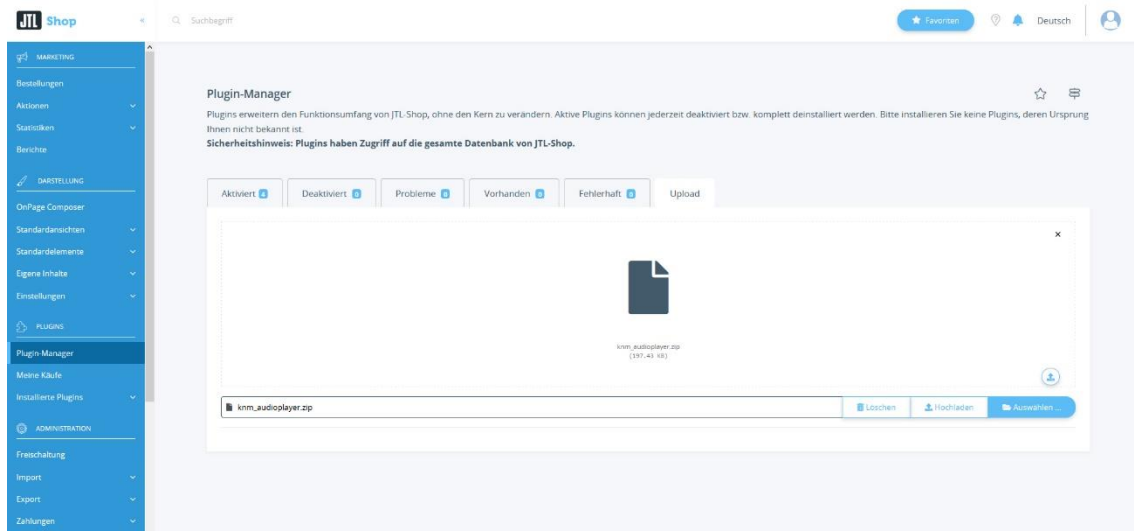 JTL Shop
Suchbegriff
Favoriten
Deutsch
MARKETING
Bestellungen
Aktionen
Statistiken
Berichte
DARSTELLUNG
OnPage Composer
Standardansichten
Standardelemente
Eigene Inhalte
Einstellungen
PLUGINS
Plugin-Manager
Meine Käufe
Installierte Plugins
ADMINISTRATION
Freischaltung
Import
Export
Zahlungen
Plugin-Manager
Plugins erweitern den Funktionsumfang von JTL-Shop, ohne den Kern zu verändern. Aktive Plugins können jederzeit deaktiviert bzw. komplett deinstalliert werden. Bitte installieren Sie keine Plugins, deren Ursprung
Ihnen nicht bekannt ist.
Sicherheitshinweis: Plugins haben Zugriff auf die gesamte Datenbank von JTL-Shop.
Aktiviert
Deaktiviert 0
Probleme 0
Vorhanden 0
Fehlerhaft 0
Upload
knm_audioplayer.zip
(197.43 KB)
knm_audioplayer.zip
Löschen
Hochladen
Auswählen ...